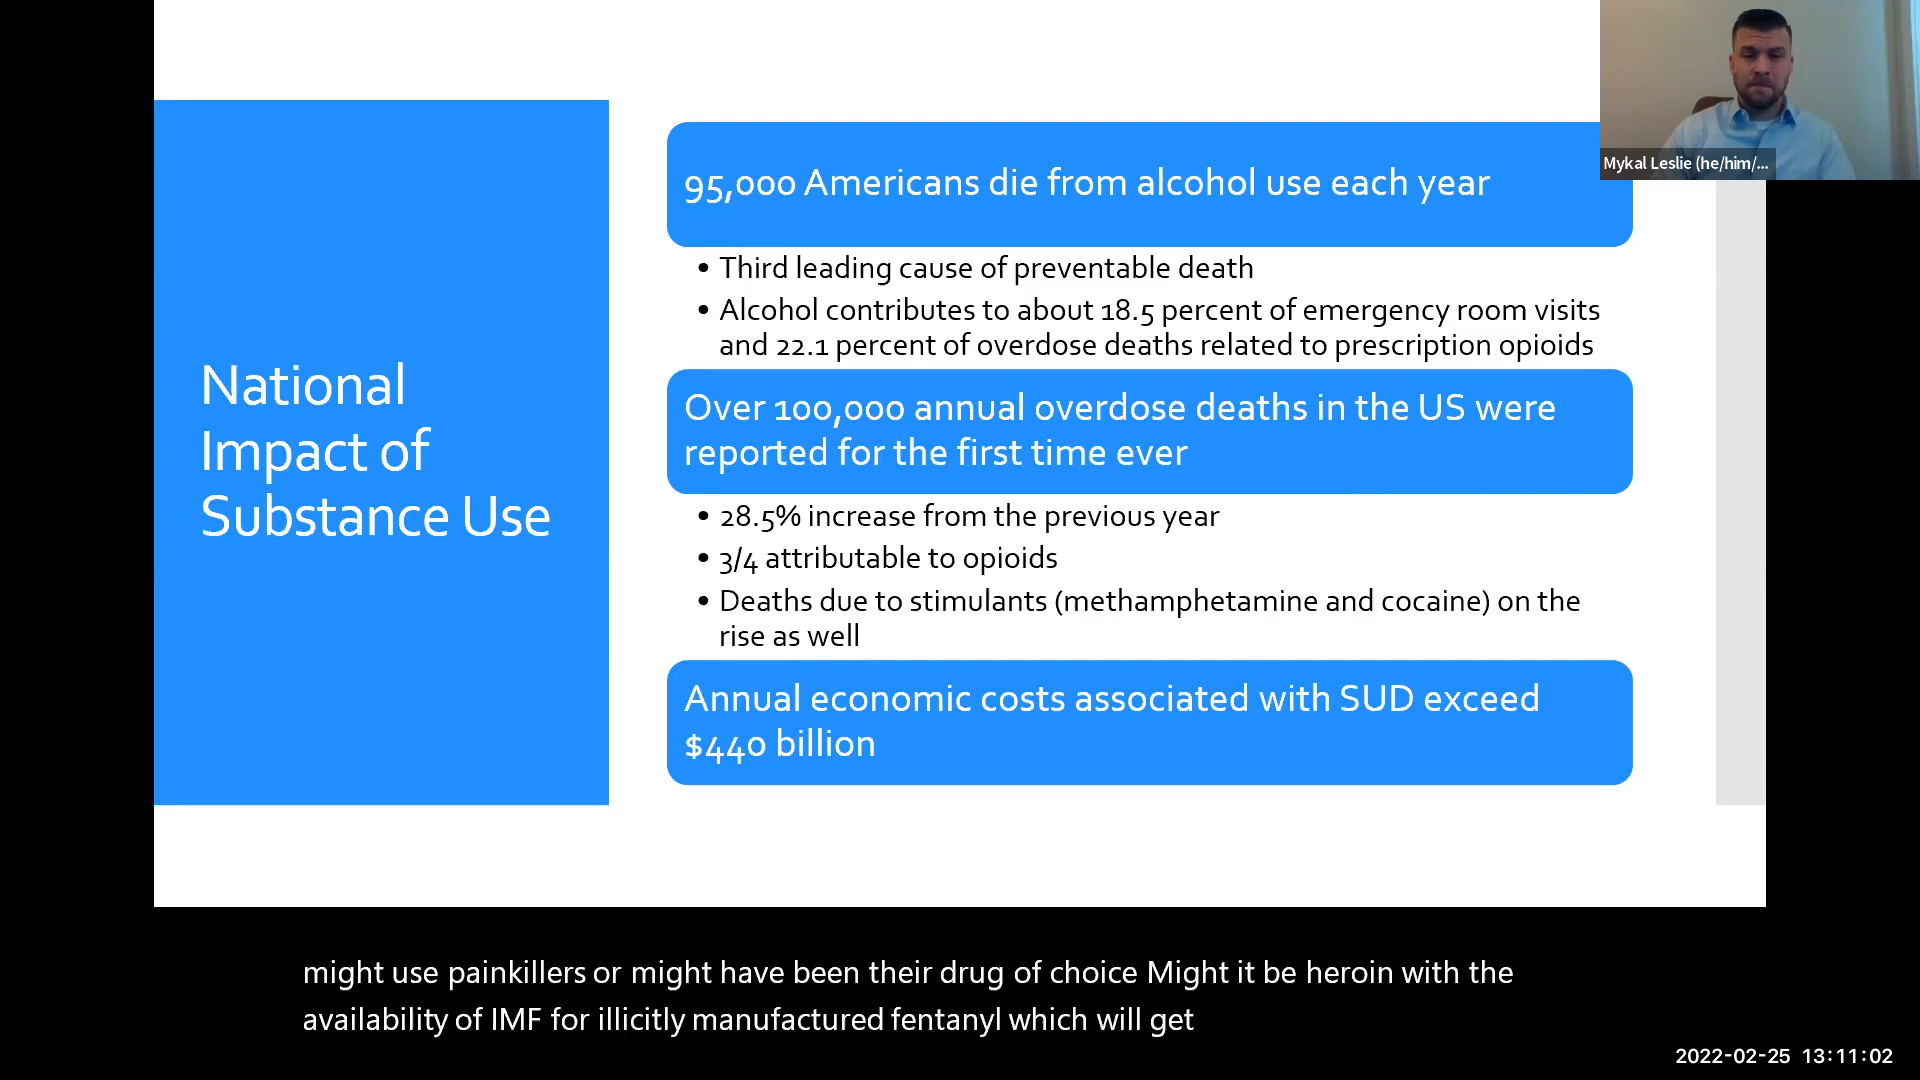 National
Impact of
Substance Use
95,000 Americans die from alcohol use each year
• Third leading cause of preventable death
• Alcohol contributes to about 18.5 percent of emergency room visits
and 22.1 percent of overdose deaths related to prescription opioids
Over 100,000 annual overdose deaths in the US were
reported for the first time ever
• 28.5% increase from the previous year
• 3/4 attributable to opioids
• Deaths due to stimulants (methamphetamine and cocaine) on the
rise as well
Annual economic costs associated with SUD exceed
$440 billion
Mykal Leslie (he/him/...
might use painkillers or might have been their drug of choice Might it be heroin with the
availability of IMF for illicitly manufactured fentanyl which will get
2022-02-25 13:11:02